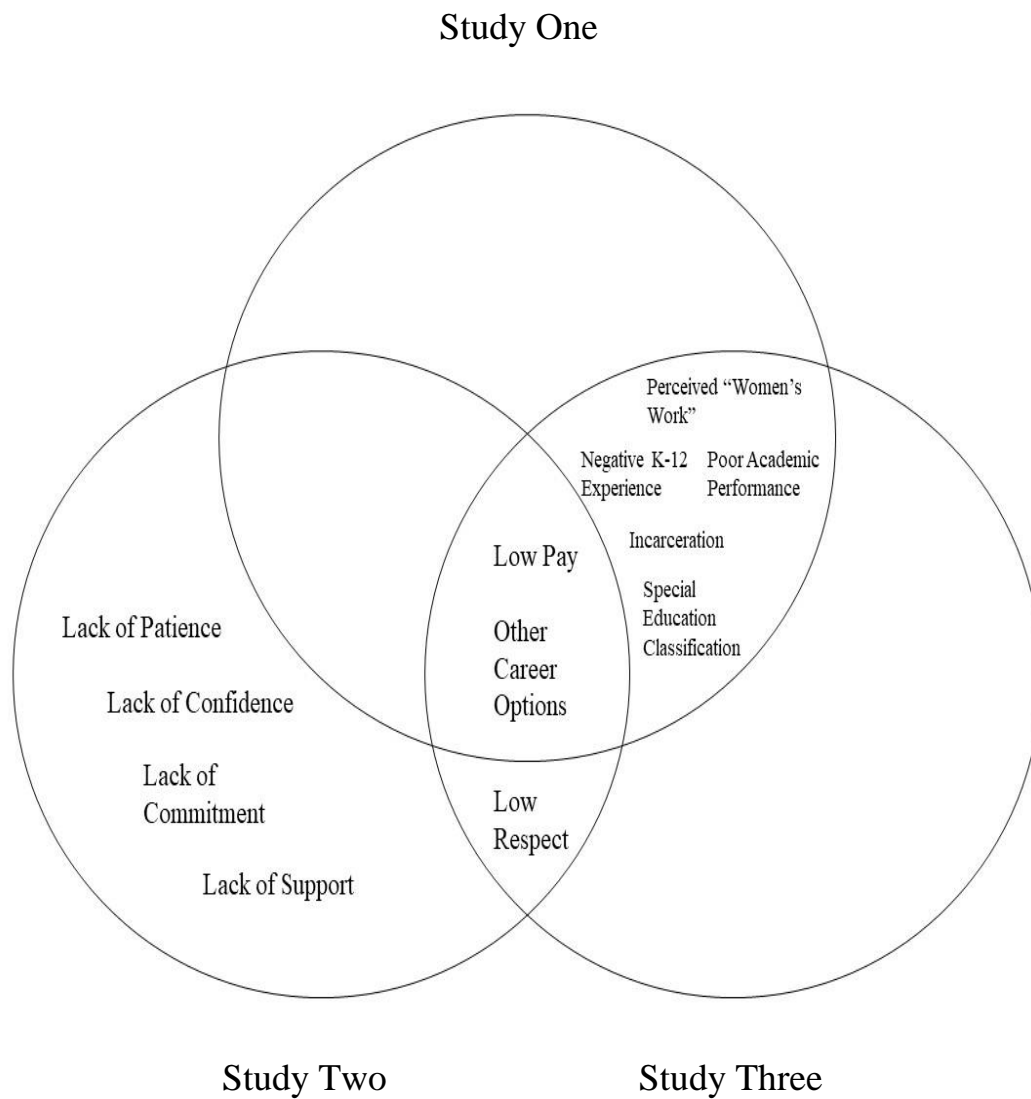 Study One
Perceived “Women’s
Work”
Negative K-12
Experience
Poor Academic
Performance
Incarceration
Low Pay
Special
Education
Classification
Other
Career
Options
Lack of Patience
Lack of Confidence
Lack of
Commitment
Lack of Support
Low
Respect
Study Two
Study Three